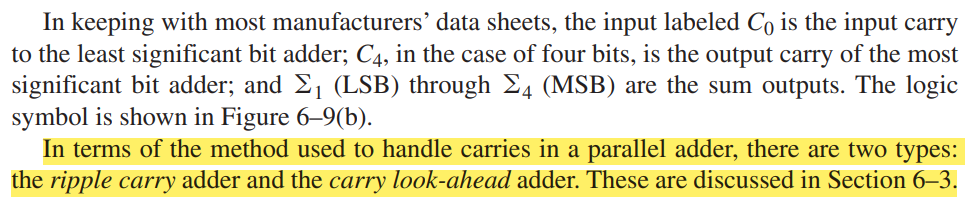 In keeping with most manufacturers’ data sheets, the input labeled C0 is the input carry
to the least significant bit adder; C4, in the case of four bits, is the output carry of the most
significant bit adder; and Σ1 (LSB) through Σ4 (MSB) are the sum outputs. The logic
symbol is shown in Figure 6–9(b).
In terms of the method used to handle carries in a parallel adder, there are two types:
the ripple carry adder and the carry look-ahead adder. These are discussed in Section 6–3.